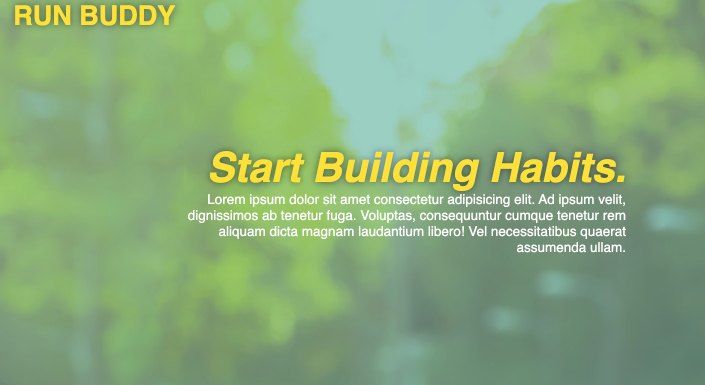 RUN BUDDY
Start Building Habits.
Lorem ipsum dolor sit amet consectetur adipisicing elit. Ad ipsum velit,
dignissimos ab tenetur fuga. Voluptas, consequuntur cumque tenetur rem
aliquam dicta magnam laudantium libero! Vel necessitatibus quaerat
assumenda ullam.